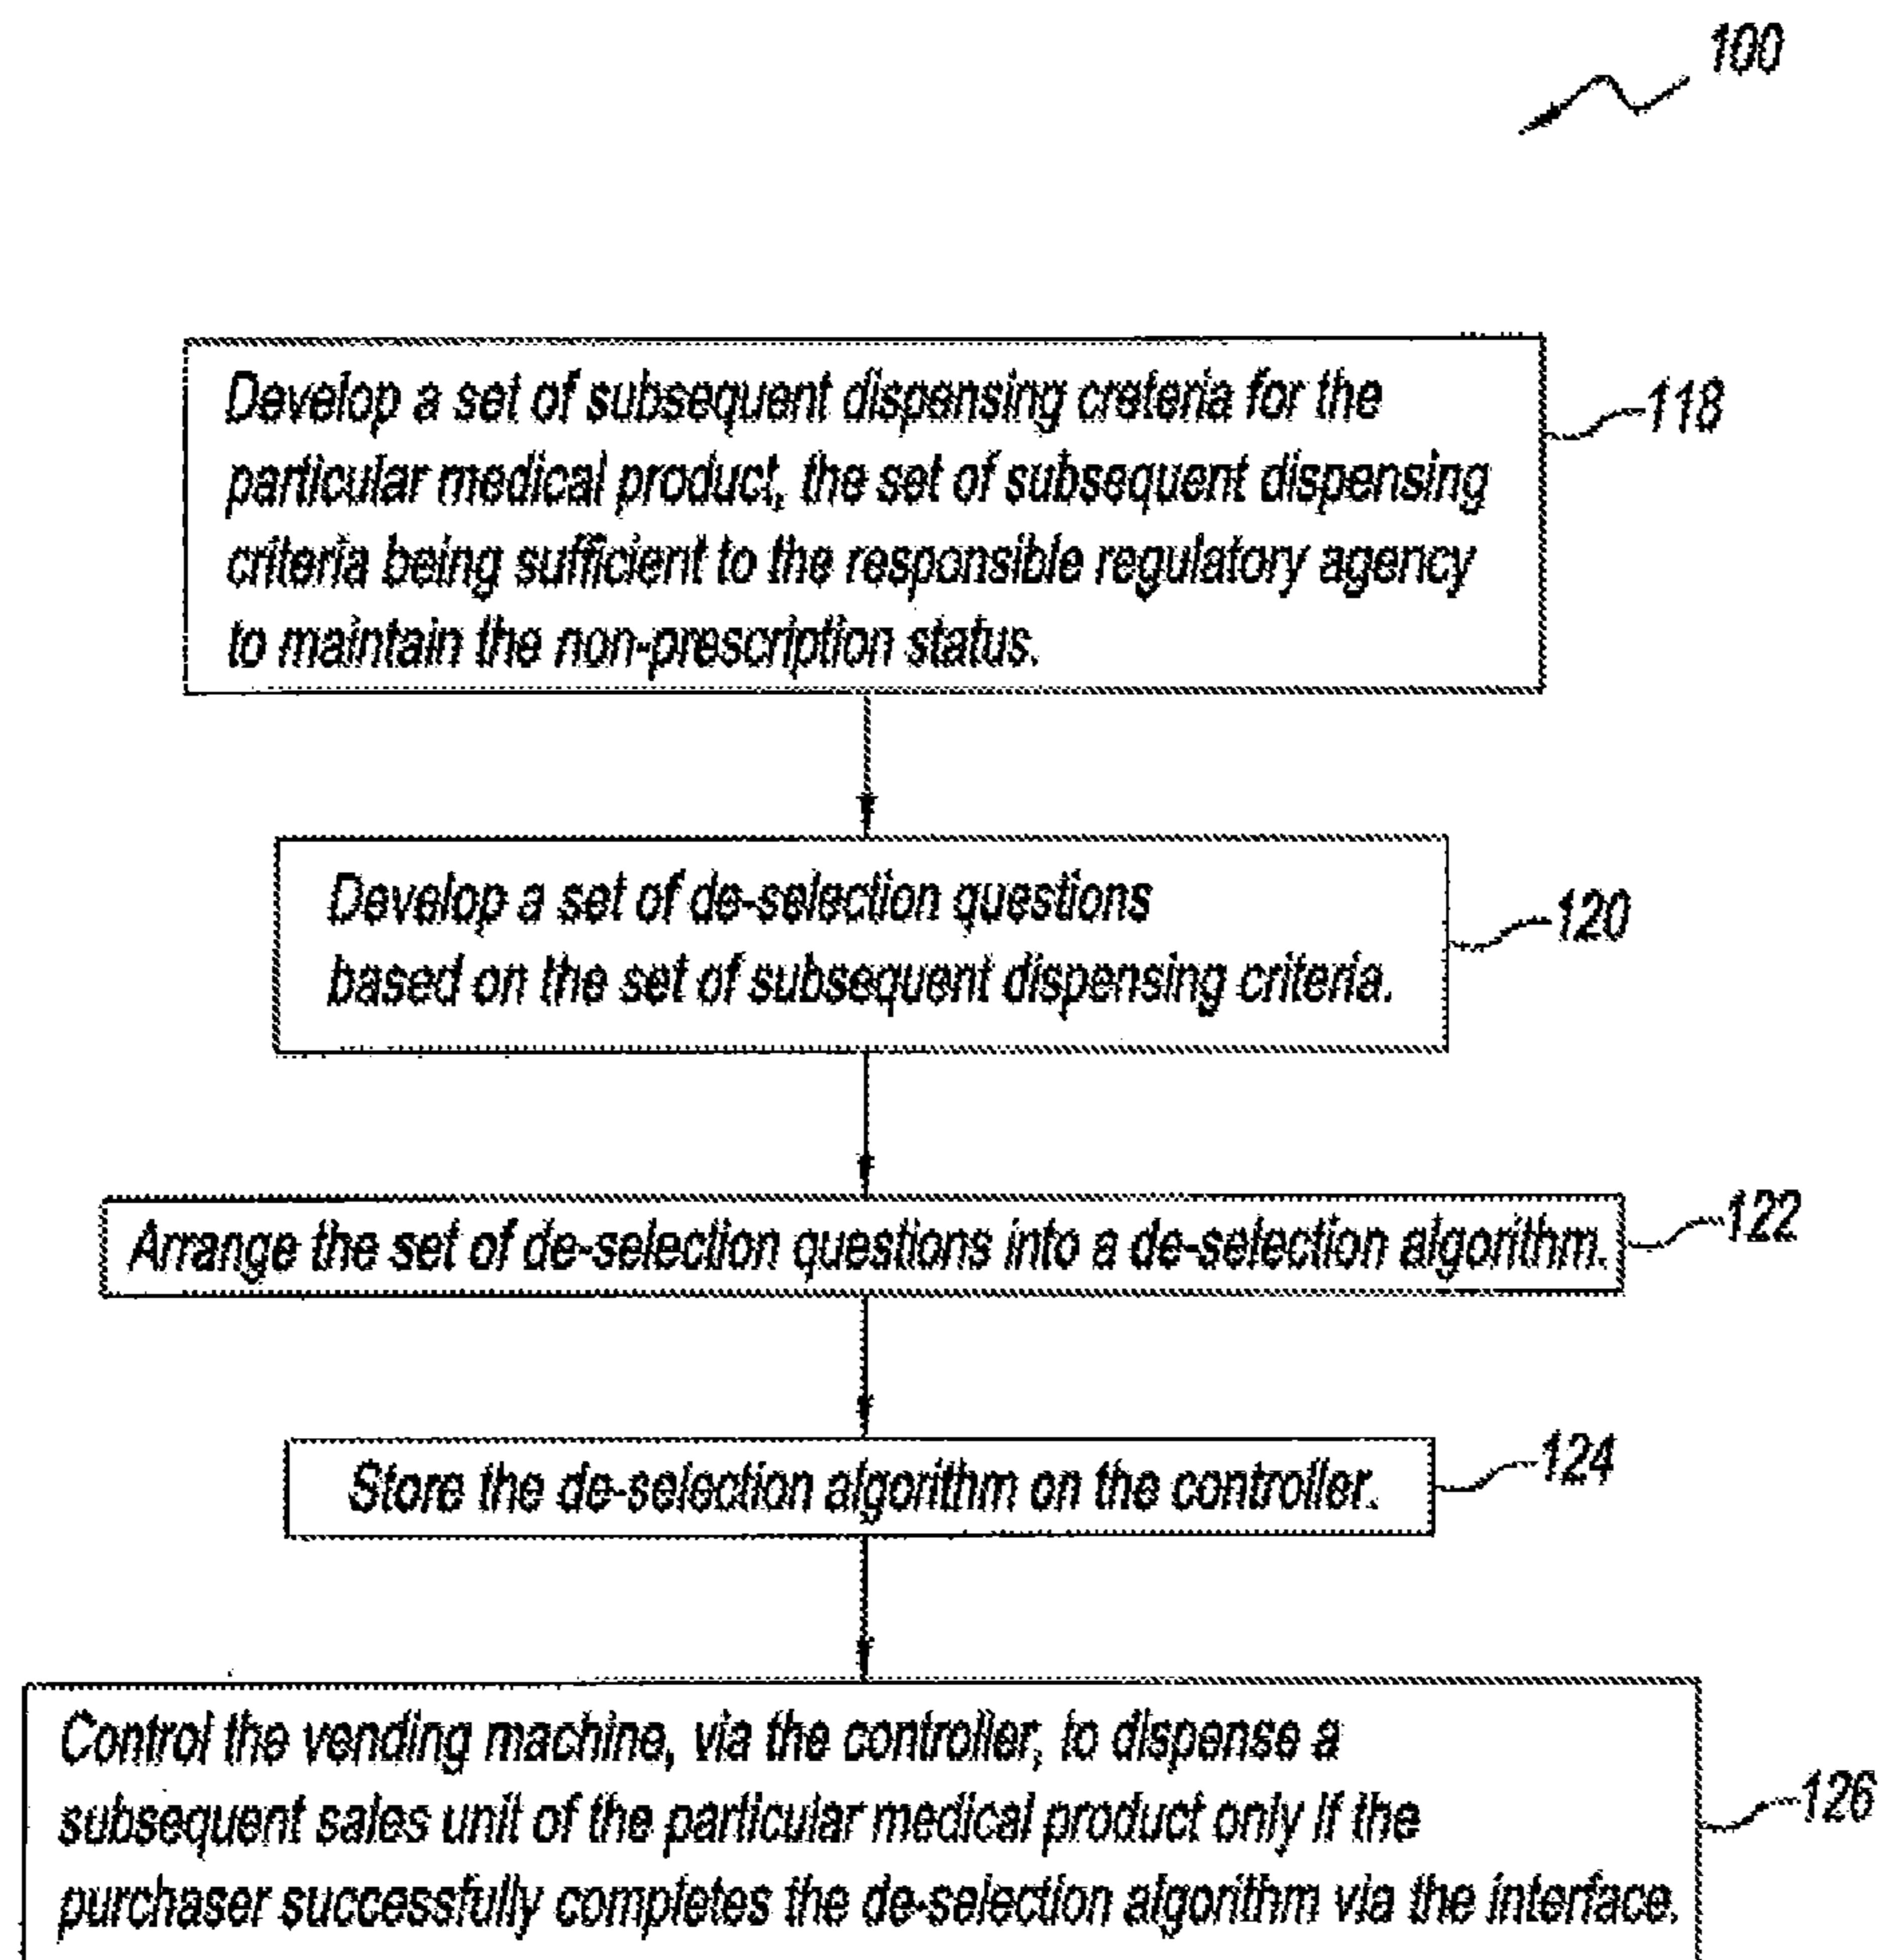 100
Develop a set of subsequent dispensing creteria for the
118
particular medical product, the set of subsequent dispensing
criteria being sufficient to the responsible regulatory agency
to maintain the non-prescription status.
Develop a set of de-selection questions
120
based on the set of subsequent dispensing criteria.
Arrange the set of de-selection questions into a de-selection algorithm.
122
Store the de-selection algorithm on the controller.
124
Control the vending machine, via the controller, to dispense a
subsequent sales unit of the particular medical product only if the
126
purchaser successfully completes the de-selection algorithm via the interface.